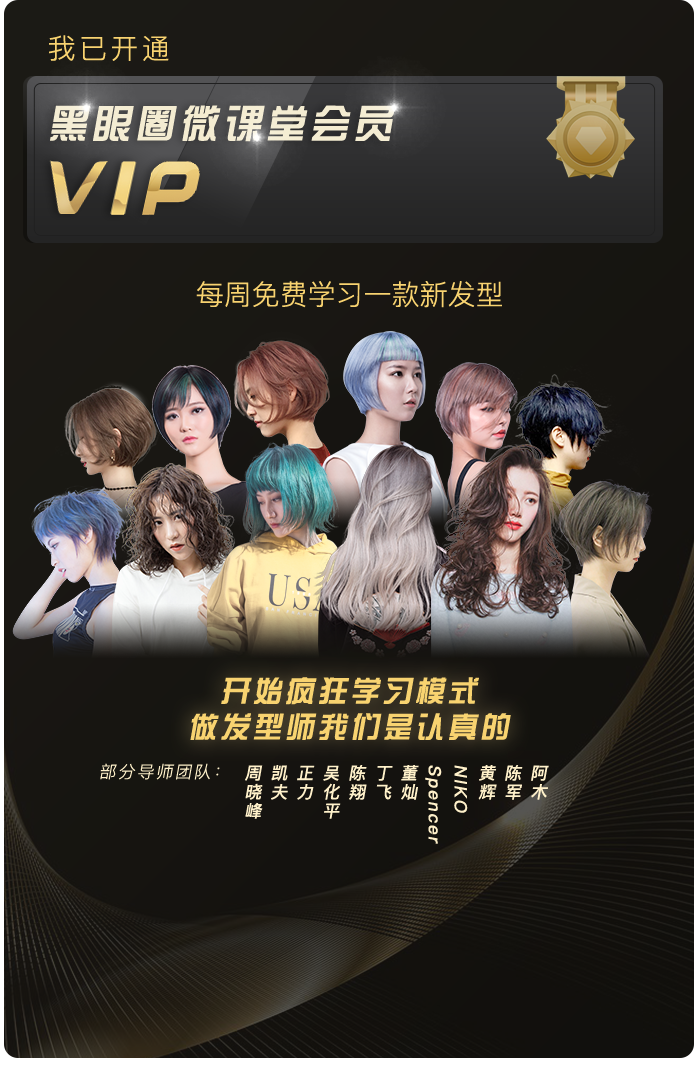 我已开通
黑眼圈微课堂会员
VIP
每周免费学习一款新发型
USA
开始疯狂学习模式
做发型师我们是认真的
部分导师团队：
周晓峰
凯夫
正力
吴化平
陈翔
丁飞
董灿
Spencer
NIKO
黄辉
陈军
阿木